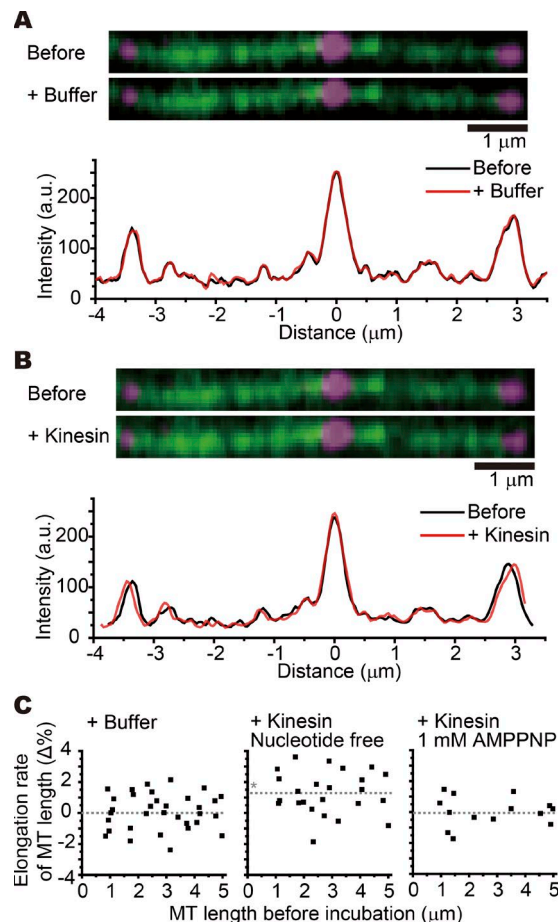 A
Before
+ Buffer
1 μm
Before
+ Buffer
Intensity (a.u.)
200
100
0
-4 -3 -2 -1 0 1 2 3
Distance (μm)
B
Before
+ Kinesin
1 μm
Before
+ Kinesin
Intensity (a.u.)
200
100
0
-4 -3 -2 -1 0 1 2 3
Distance (μm)
C
+ Buffer
+ Kinesin
Nucleotide free
+ Kinesin
1 mM AMPPNP
Elongation rate
of MT length (Δ%)
4
2
0
-2
-4
*
0 1 2 3 4 5
0 1 2 3 4 5
0 1 2 3 4 5
MT length before incubation (μm)